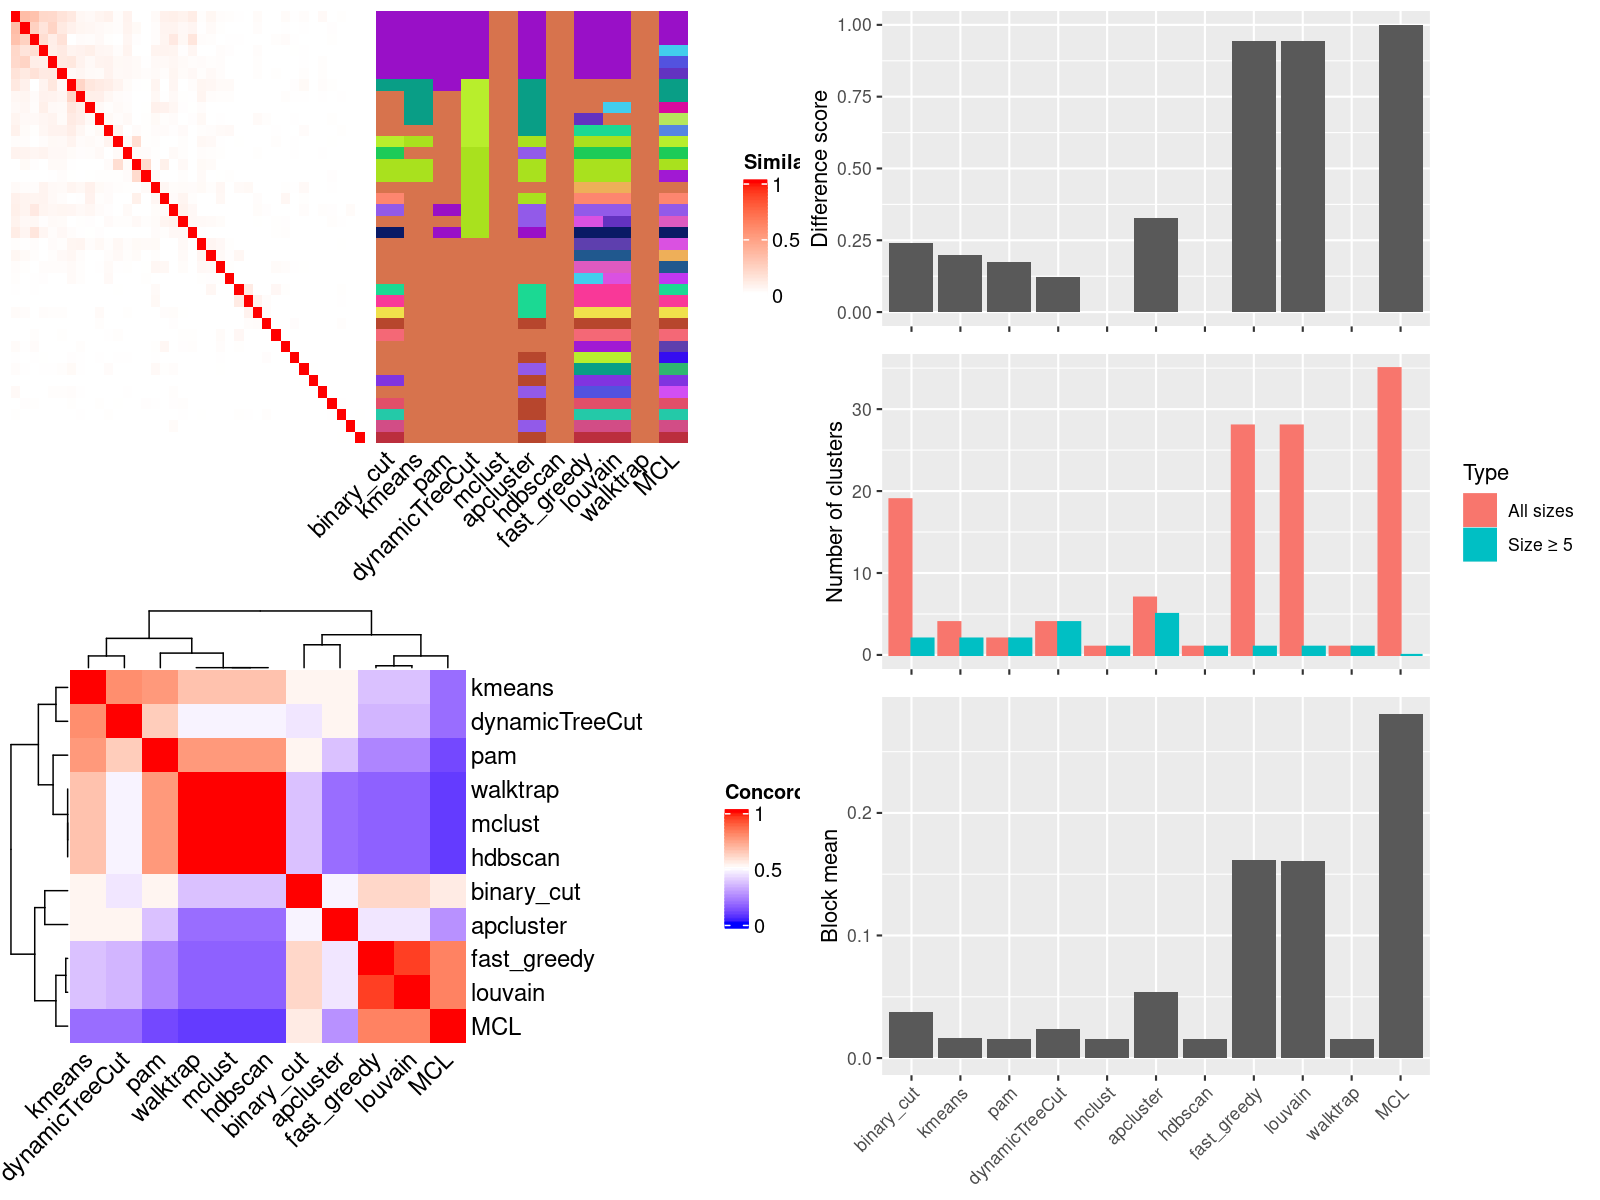 Simila
1
0.5
0
binary_cut
kmeans
pam
dynamicTreeCut
mclust
apcluster
hdbscan
fast_greedy
louvain
walktrap
MCL
Difference score
1.00
0.75
0.50
0.25
0.00
Number of clusters
30
20
10
0
Type
All sizes
Size ≥ 5
kmeans
dynamicTreeCut
pam
walktrap
mclust
hdbscan
binary_cut
apcluster
fast_greedy
louvain
MCL
Concord
1
0.5
0
kmeans
dynamicTreeCut
pam
walktrap
mclust
hdbscan
binary_cut
apcluster
fast_greedy
louvain
MCL
Block mean
0.2
0.1
0.0
binary_cut
kmeans
pam
dynamicTreeCut
mclust
apcluster
hdbscan
fast_greedy
louvain
walktrap
MCL